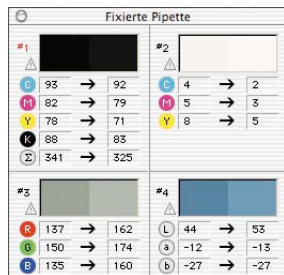 Fixierte Pipette
#1
C 93 → 92
M 82 → 79
Y 78 → 71
K 88 → 83
Σ 341 → 325
#2
C 4 → 2
M 5 → 3
Y 8 → 5
#3
R 137 → 162
G 150 → 174
B 135 → 160
#4
L 44 → 53
a -12 → -13
b -27 → -27